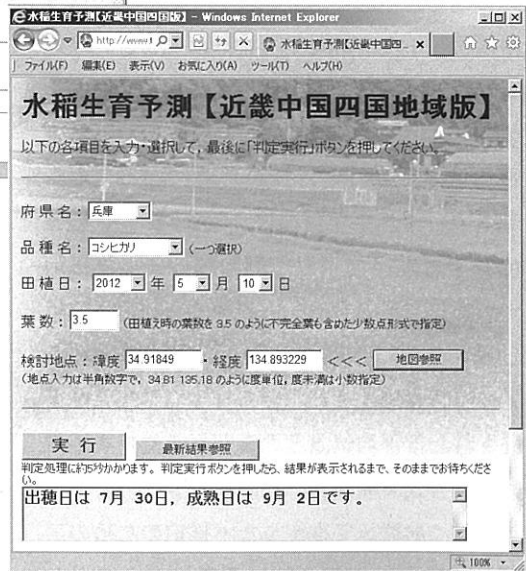 水稲生育予測【近畿中国四国版】 - Windows Internet Explorer
水稲生育予測【近畿中国四国...
ファイル(F) 編集(E) 表示(V) お気に入り(A) ツール(T) ヘルプ(H)
水稲生育予測【近畿中国四国地域版】
以下の各項目を入力・選択して，最後に「判定実行」ボタンを押してください。
府県名：兵庫
品種名：コシヒカリ (一つ選択)
田植日：2012 年 5 月 10 日
葉数：3.5 (田植え時の葉数を 3.5 のように不完全葉も含めた少数点形式で指定)
検討地点：緯度 34.91849 ・経度 134.893229 <<< 地図参照
(地点入力は半角数字で，34.81 135.18 のように度単位，度未満は小数指定)
実行 最新結果参照
判定処理に約5秒かかります。判定実行ボタンを押したら、結果が表示されるまで、そのままでお待ちくださ
い。
出穂日は 7月 30日，成熟日は 9月 2日です。
100%